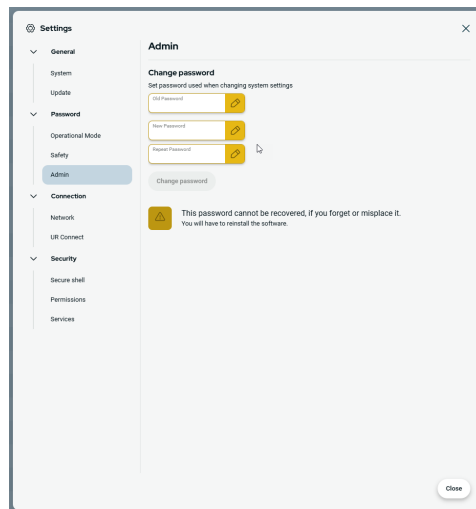 Settings
General
System
Update
Password
Operational Mode
Safety
Admin
Connection
Network
UR Connect
Security
Secure shell
Permissions
Services
Admin
Change password
Set password used when changing system settings
Old Password
New Password
Repeat Password
Change password
This password cannot be recovered, if you forget or misplace it.
You will have to reinstall the software.
Close